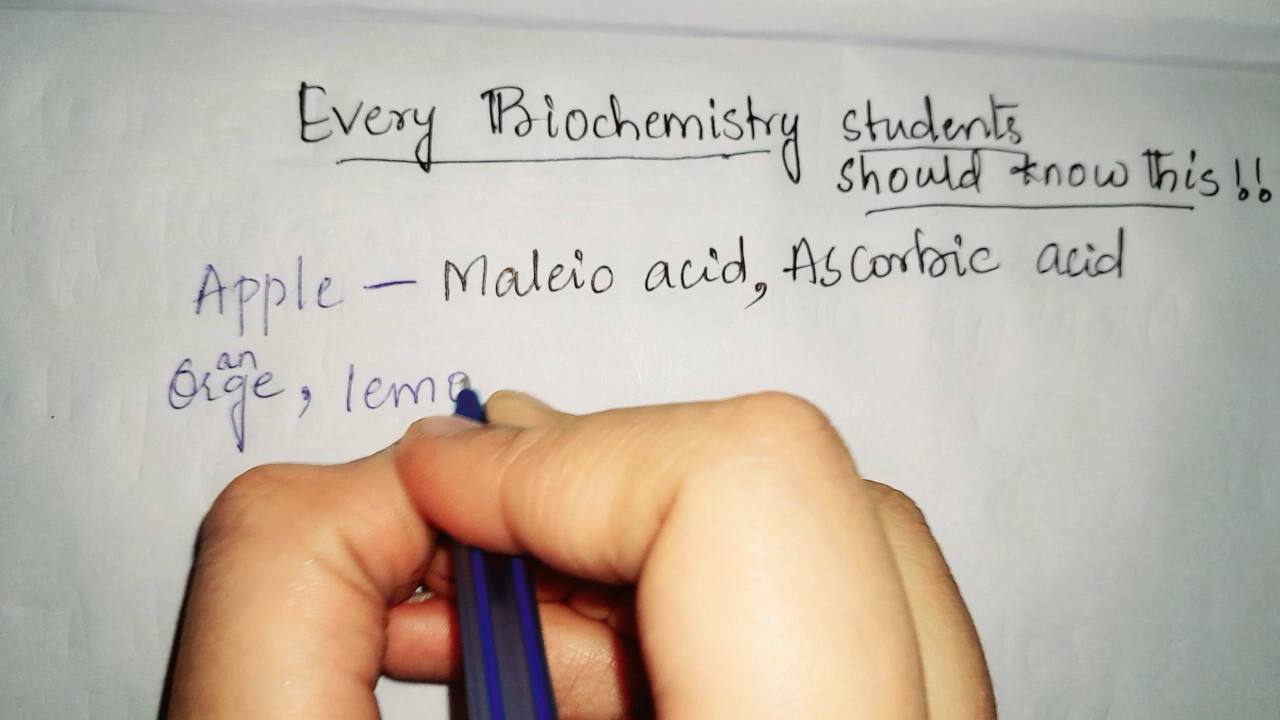 Every Biochemistry students
should know this!!
Apple — Maleio acid, Ascorbic acid
Orange, lemo